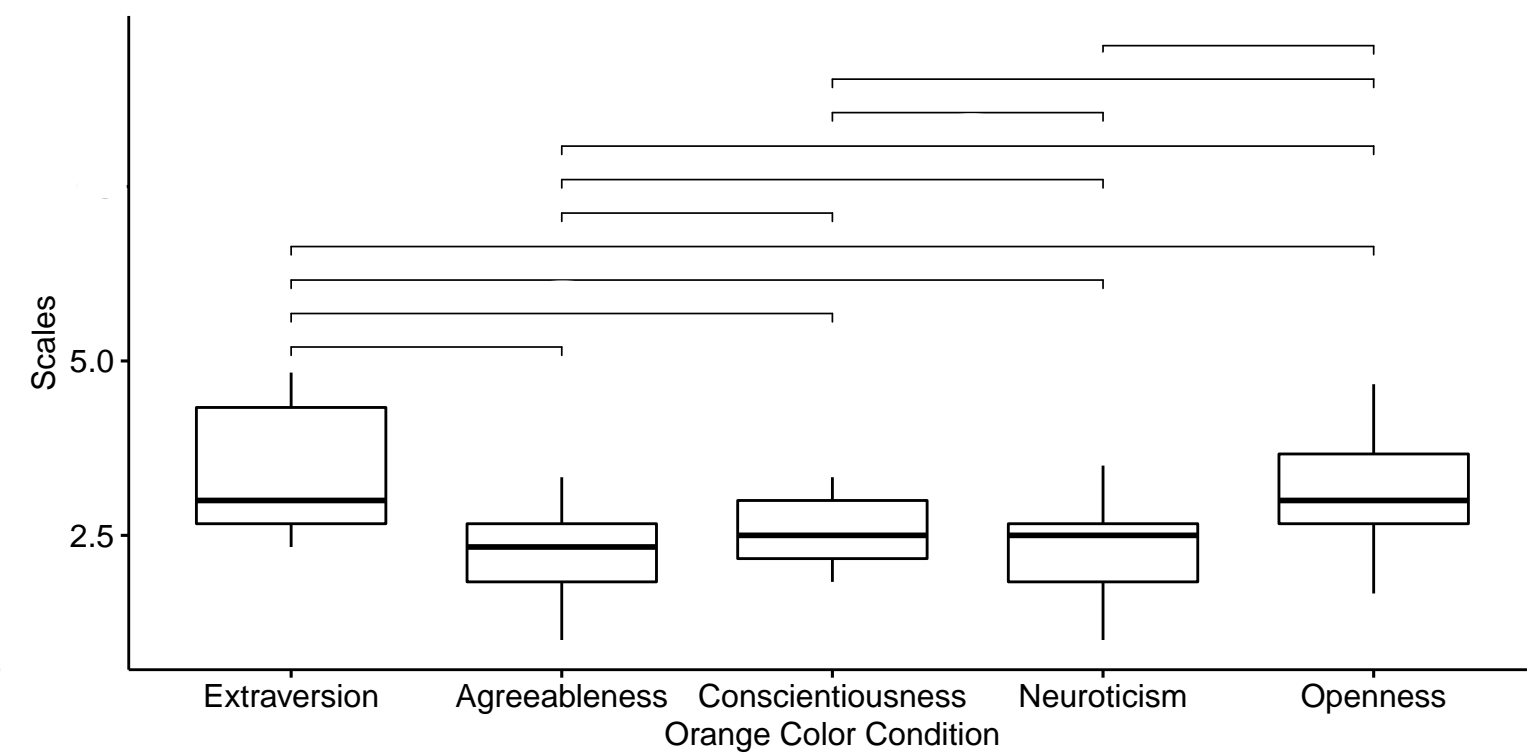 Scales
5.0
2.5
Extraversion Agreeableness Conscientiousness Neuroticism Openness
Orange Color Condition